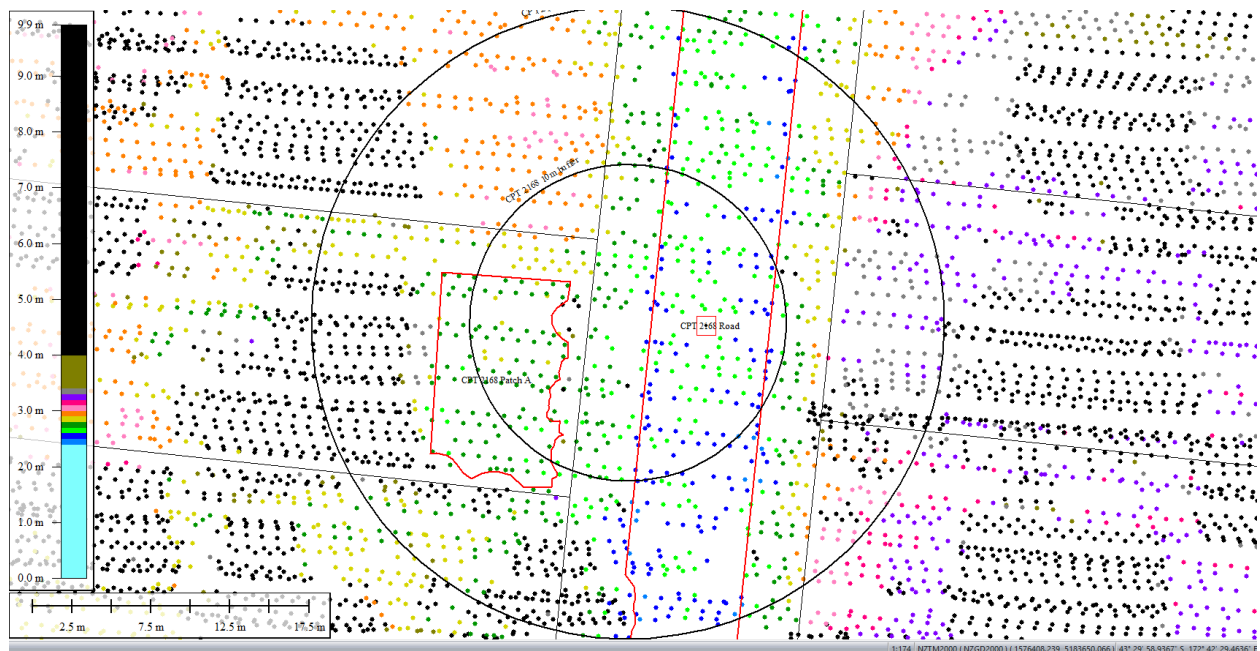 9.9 m
9.0 m
8.0 m
7.0 m
6.0 m
5.0 m
4.0 m
3.0 m
2.0 m
1.0 m
0.0 m
CPT 2168 10m buffer
CPT 2168 Road
CPT 2168 Patch A
2.5 m 7.5 m 12.5 m 17.5 m
1:174 NZTM2000 ( NZGD2000 ) ( 1576408.239, 5183650.066 ) 43° 29' 58.9367" S, 172° 42' 29.4636"